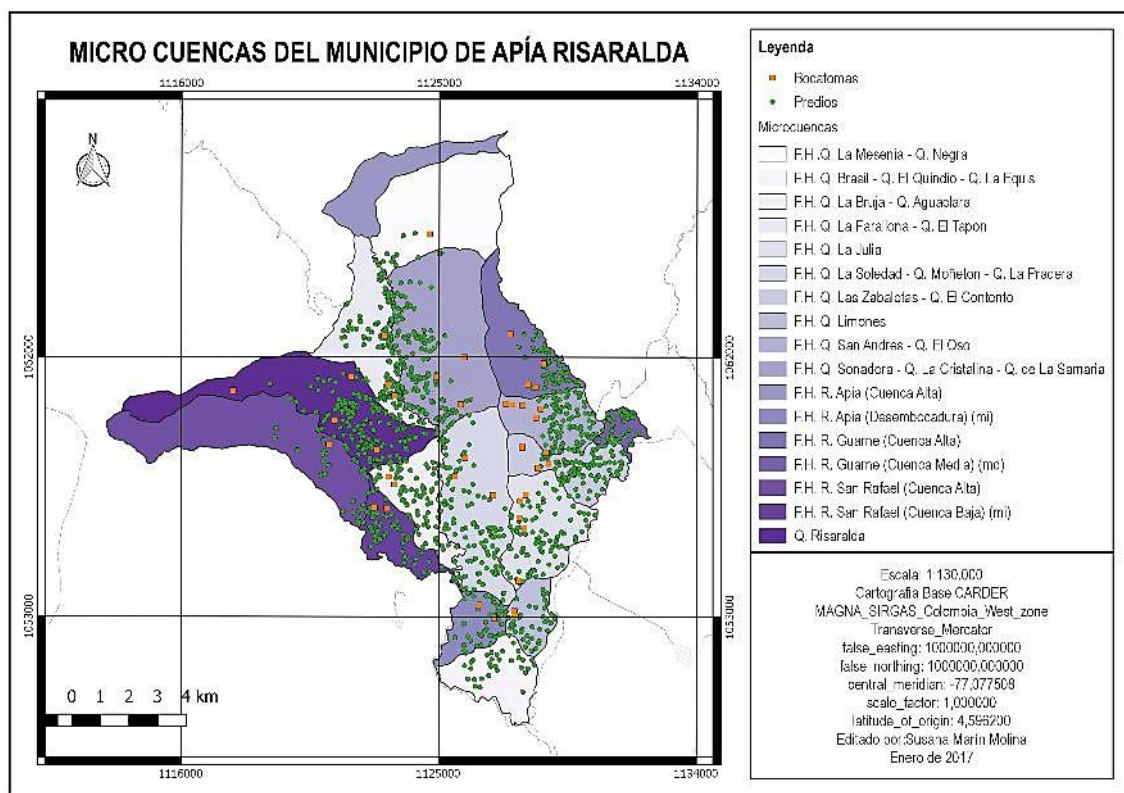 MICRO CUENCAS DEL MUNICIPIO DE APÍA RISARALDA
1116000 1125000 1134000
N
1062000 1062000
1053000 1053000
0 1 2 3 4 km
1116000 1125000 1134000
Leyenda
Bocatomas
Predios
Microcuencas
F.H .Q. La Mesenia - Q. Negra
F.H. Q. Brasil - Q. El Quindio - Q. La Equis
F.H. Q. La Bruja - Q. Aguaclara
F.H. Q. La Farallona - Q. El Tapon
F.H. Q. La Julia
F.H. Q. La Soledad - Q. Moñeton - Q. La Pradera
F.H. Q. Las Zabaletas - Q. El Contento
F.H. Q. Limones
F.H. Q. San Andres - Q. El Oso
F.H. Q. Sonadora - Q. La Cristalina - Q. de La Samaria
F.H. R. Apia (Cuenca Alta)
F.H. R. Apia (Desembocadura) (mi)
F.H. R. Guarne (Cuenca Alta)
F.H. R. Guarne (Cuenca Media) (md)
F.H. R. San Rafael (Cuenca Alta)
F.H. R. San Rafael (Cuenca Baja) (mi)
Q. Risaralda
Escala: 1:130,000
Cartografia Base CARDER
MAGNA_SIRGAS_Colombia_West_zone
Transverse_Mercator
false_easting: 1000000,000000
false_northing: 1000000,000000
central_meridian: -77,077508
scale_factor: 1,000000
latitude_of_origin: 4,596200
Editado por:Susana Marín Molina
Enero de 2017